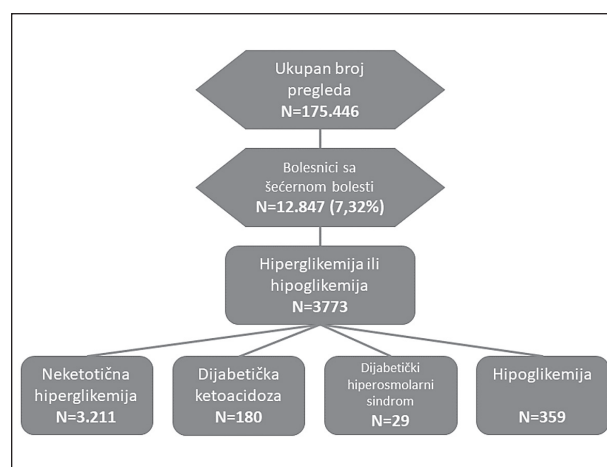 Ukupan broj
pregleda
N=175.446
Bolesnici sa
šećernom bolesti
N=12.847 (7,32%)
Hiperglikemija ili
hipoglikemija
N=3773
Neketotična
hiperglikemija
N=3.211
Dijabetička
ketoacidoza
N=180
Dijabetički
hiperosmolarni
sindrom
N=29
Hipoglikemija
N=359